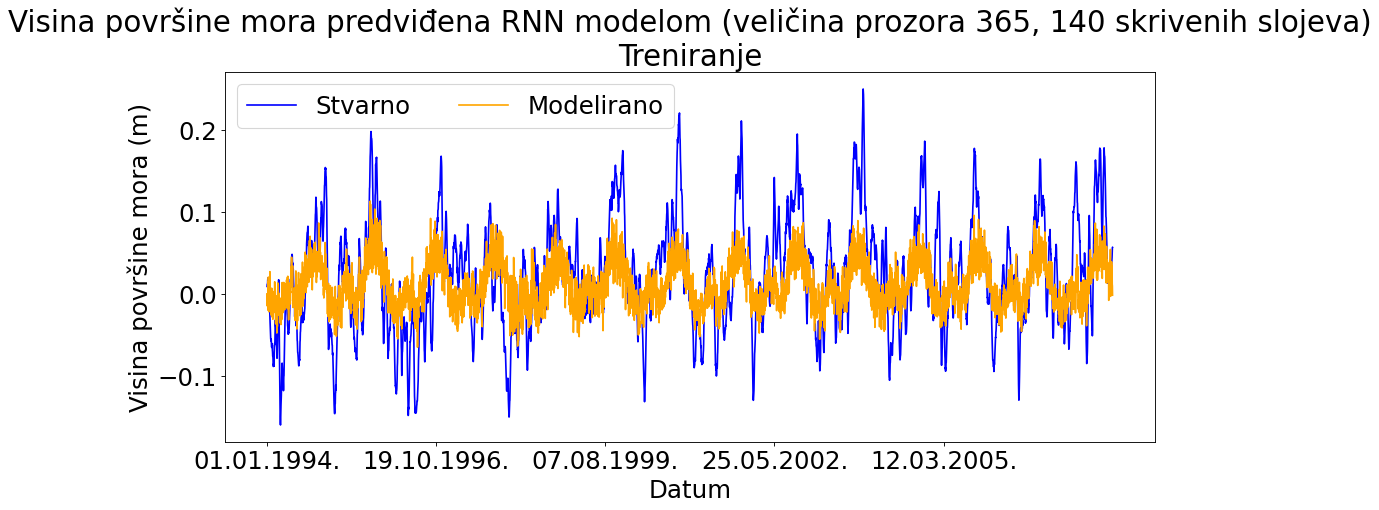 Visina površine mora predviđena RNN modelom (veličina prozora 365, 140 skrivenih slojeva)
Treniranje
Stvarno
Modelirano
Visina površine mora (m)
0.2
0.1
0.0
−0.1
01.01.1994.
19.10.1996.
07.08.1999.
25.05.2002.
12.03.2005.
Datum